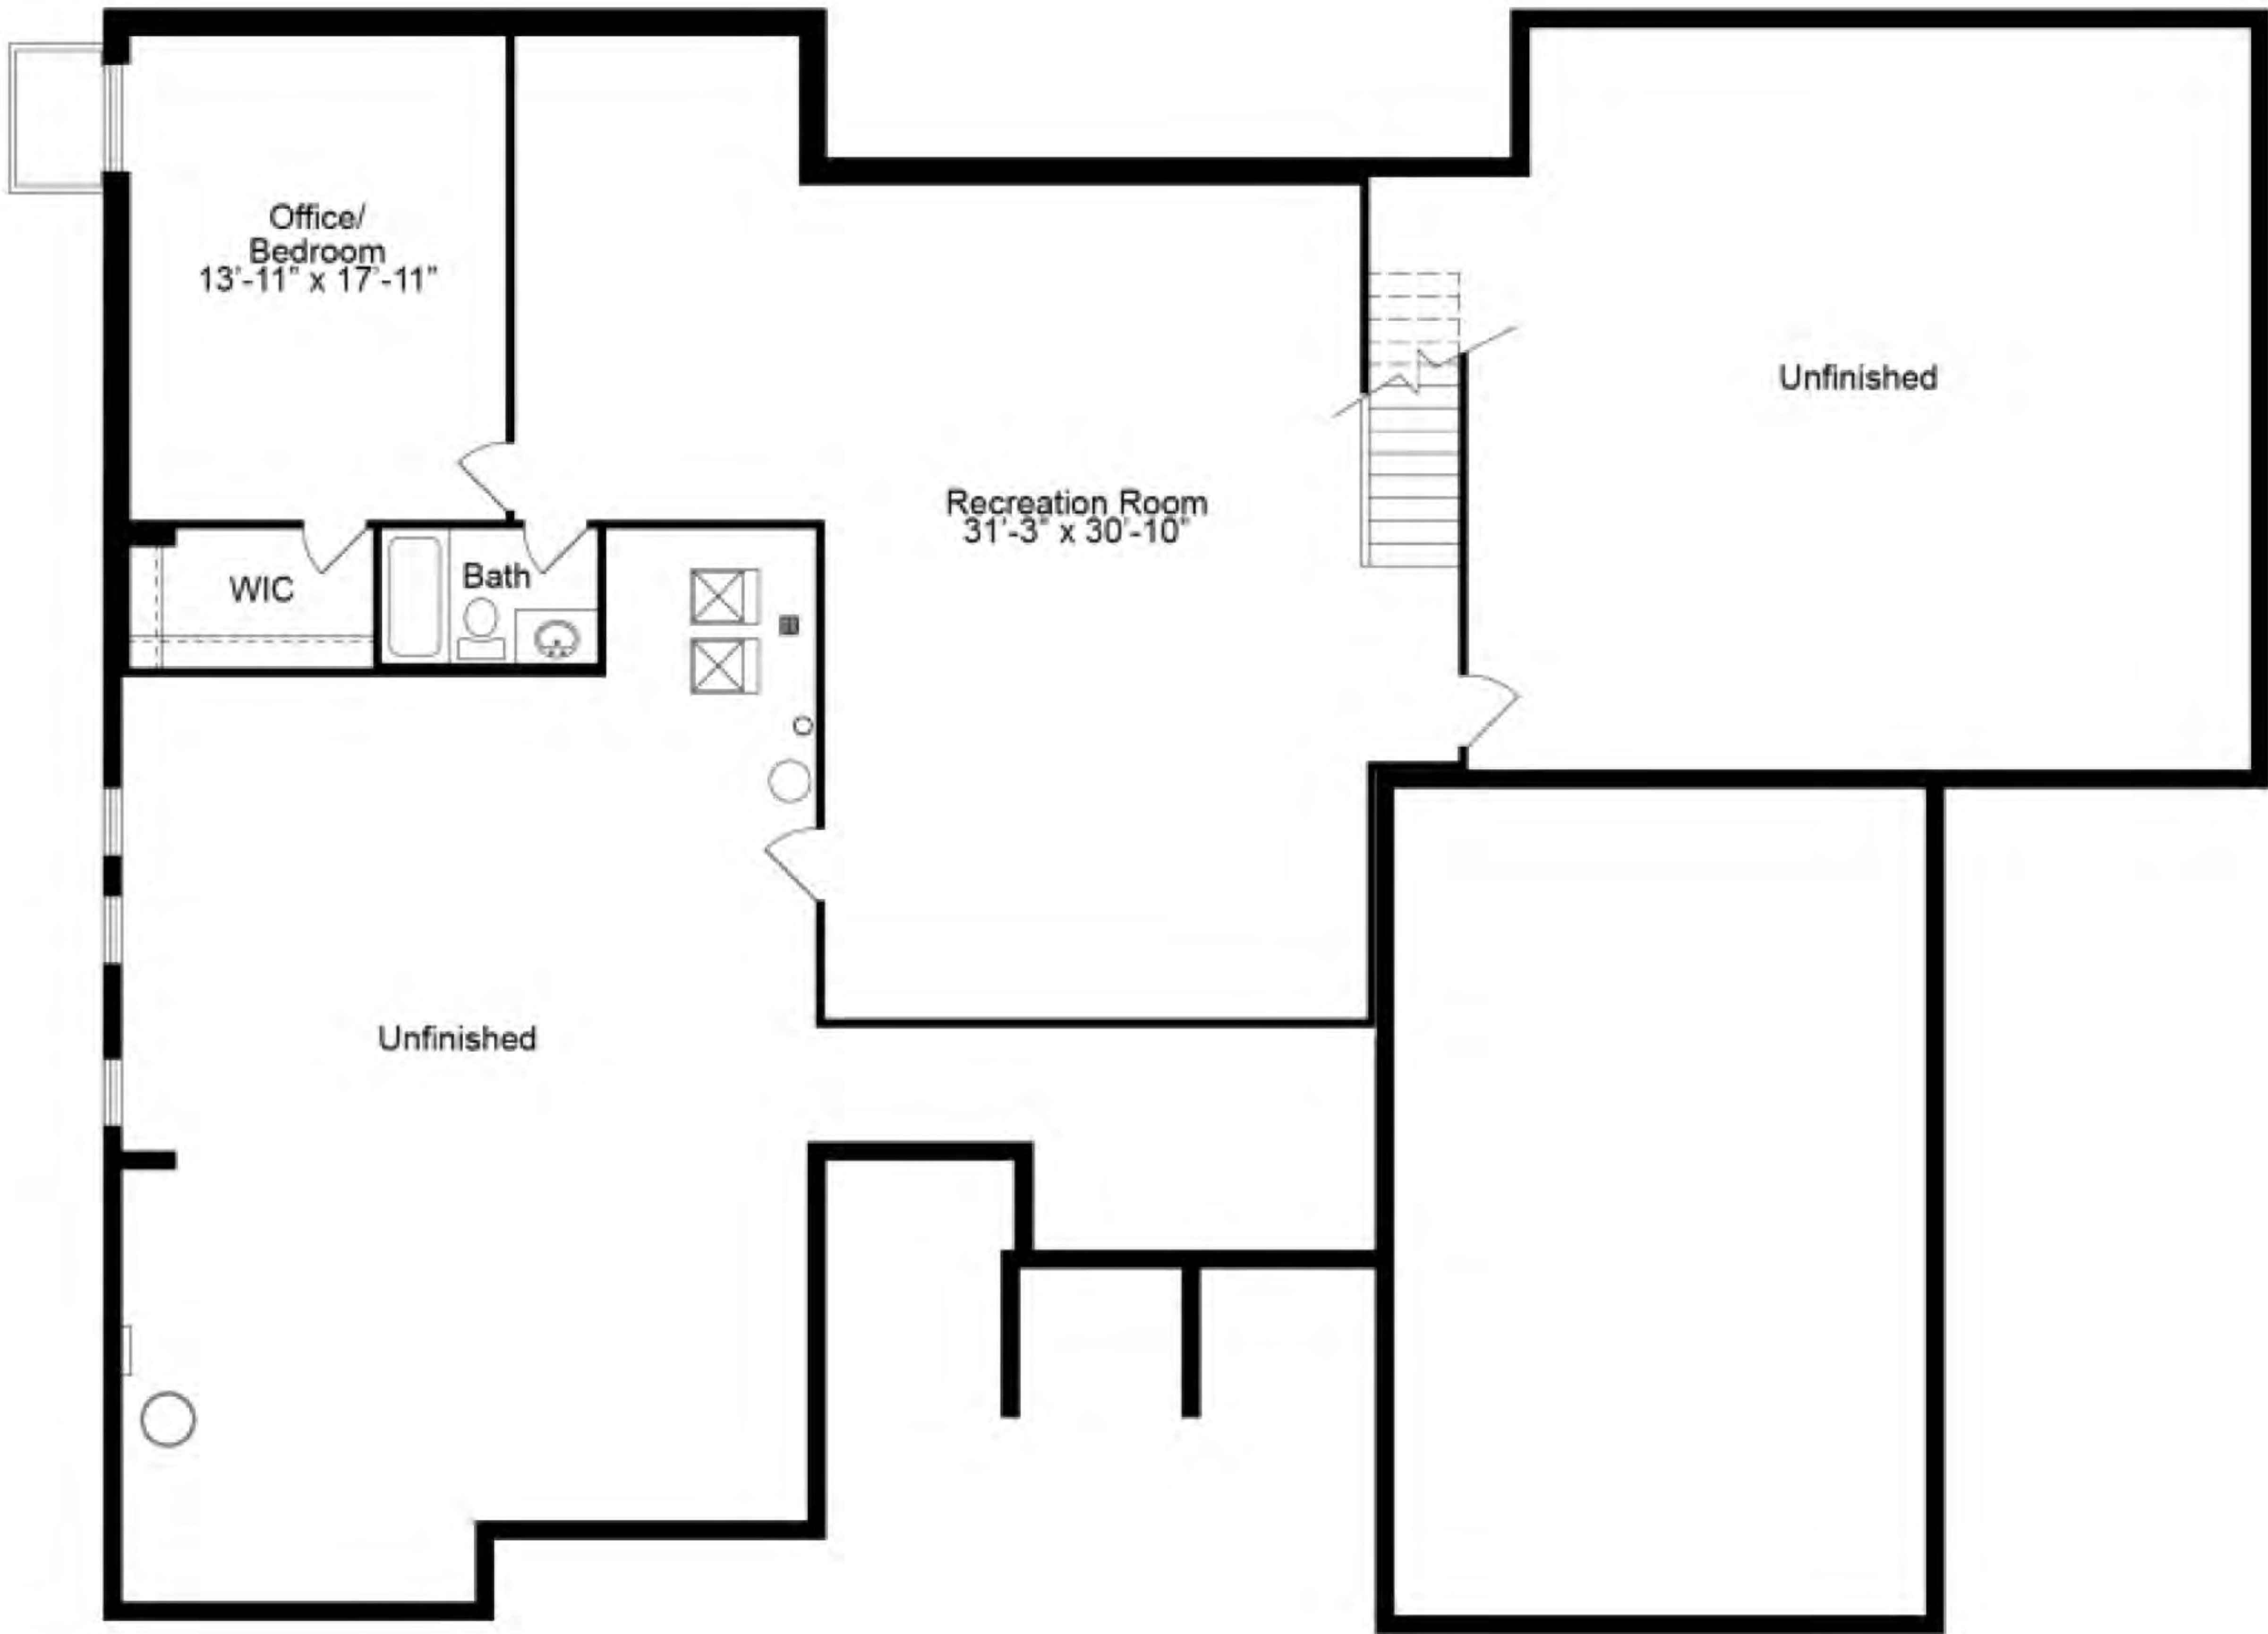 Office/
Bedroom
13'-11" x 17'-11"
Unfinished
Recreation Room
31'-3" x 30'-10"
WIC
Bath
Unfinished